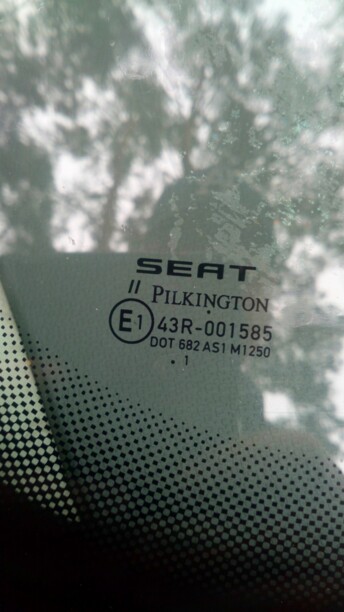 SEAT
// PILKINGTON
E1 43R-001585
DOT 682 AS1 M1250
. 1